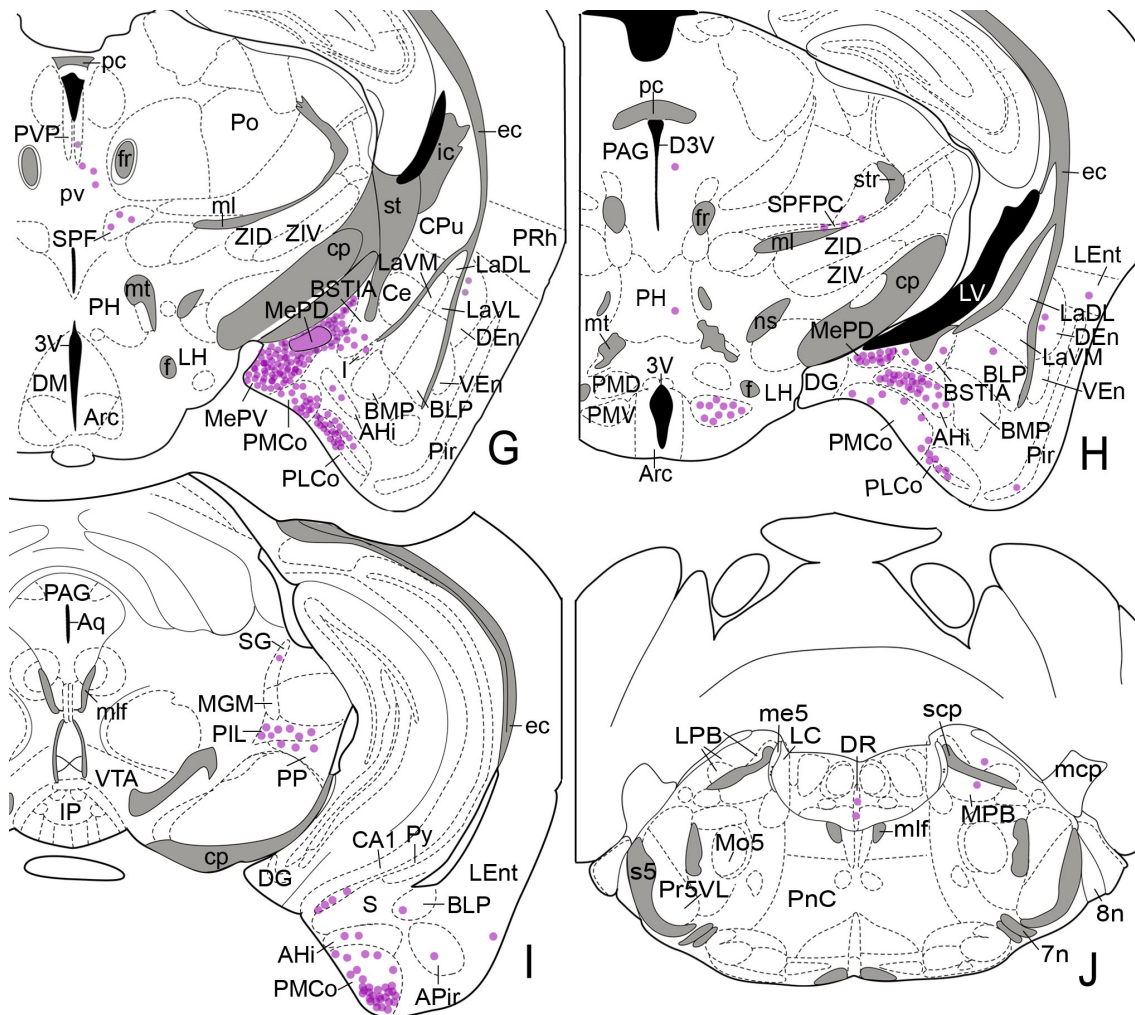 pc
PVP
fr
Po
ic
ec
pv
ml
st
SPF
ZID
ZIV
CPu
PRh
cp
LaVM
LaDL
mt
PH
BSTIA
Ce
MePD
LaVL
3V
f
LH
I
DEn
DM
Arc
VEn
MePV
BMP
BLP
PMCo
AHi
G
PLCo
Pir
pc
PAG
D3V
ec
str
SPFPC
fr
ml
ZID
LEnt
ZIV
cp
PH
LV
LaDL
mt
ns
DEn
MePD
LaVM
3V
PMD
f
LH
DG
BLP
VEn
PMV
BSTIA
AHi
BMP
PMCo
Pir
H
Arc
PLCo
PAG
Aq
SG
mlf
MGM
ec
PIL
VTA
PP
IP
cp
CA1
Py
LEnt
DG
S
BLP
AHi
I
PMCo
APir
me5
scp
LPB
LC
DR
mcp
MPB
mlf
Mo5
s5
Pr5VL
PnC
8n
7n
J